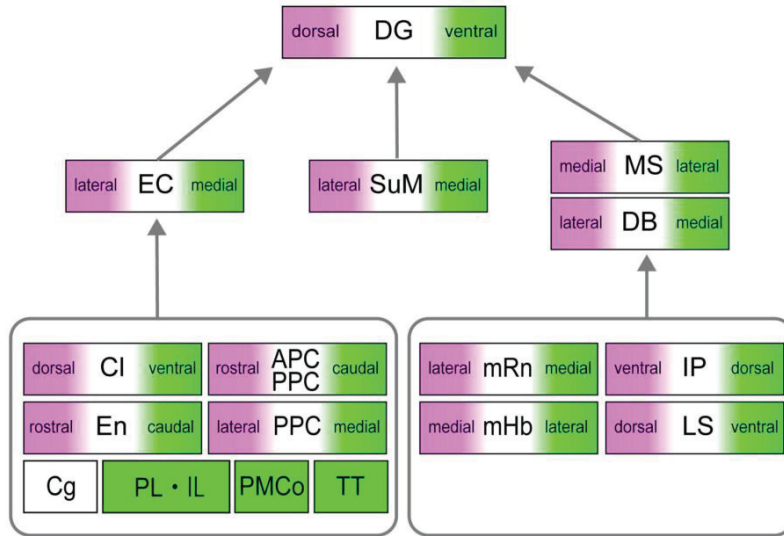 dorsal DG ventral
lateral EC medial
lateral SuM medial
medial MS lateral
lateral DB medial
dorsal Cl ventral
rostral APC PPC caudal
rostral En caudal
lateral PPC medial
Cg PL・IL PMCo TT
lateral mRn medial
ventral IP dorsal
medial mHb lateral
dorsal LS ventral